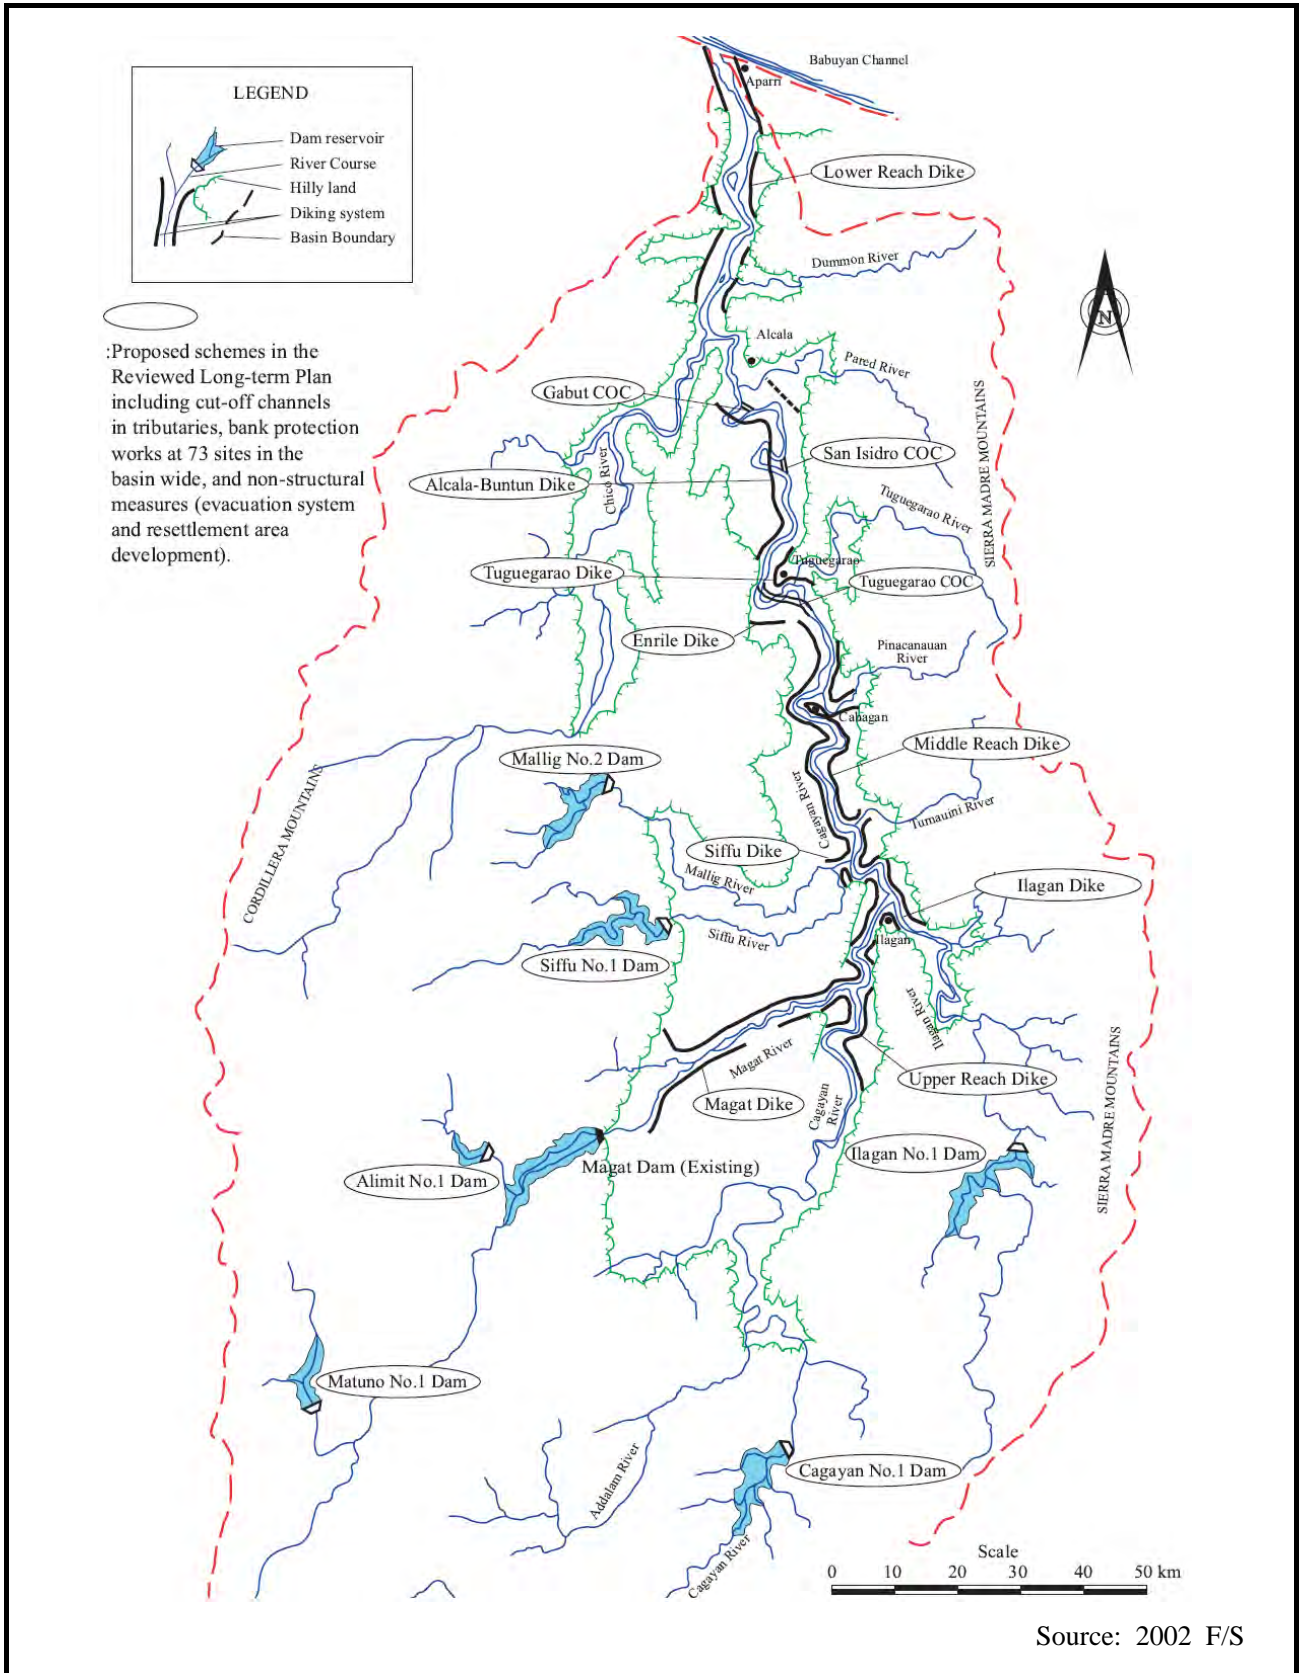 Babuyan Channel
Aparri
LEGEND
Dam reservoir
River Course
Hilly land
Diking system
Basin Boundary
Lower Reach Dike
Dummon River
N
:Proposed schemes in the
Reviewed Long-term Plan
including cut-off channels
in tributaries, bank protection
works at 73 sites in the
basin wide, and non-structural
measures (evacuation system
and resettlement area
development).
Alcala
Pared River
Gabut COC
San Isidro COC
SIERRA MADRE MOUNTAINS
Alcala-Buntun Dike
Chico River
Tuguegarao River
Tuguegarao
Tuguegarao Dike
Tuguegarao COC
Enrile Dike
Pinacanauan
River
Cabagan
Middle Reach Dike
Mallig No.2 Dam
CORDILLERA MOUNTAINS
Cagayan River
Tumauini River
Siffu Dike
Mallig River
Ilagan Dike
Siffu River
Ilagan
Siffu No.1 Dam
Ilagan River
Magat River
Upper Reach Dike
Magat Dike
Cagayan
River
SIERRA MADRE MOUNTAINS
Ilagan No.1 Dam
Magat Dam (Existing)
Alimit No.1 Dam
Matuno No.1 Dam
Addalam River
Cagayan No.1 Dam
Cagayan River
Scale
0 10 20 30 40 50 km
Source: 2002 F/S